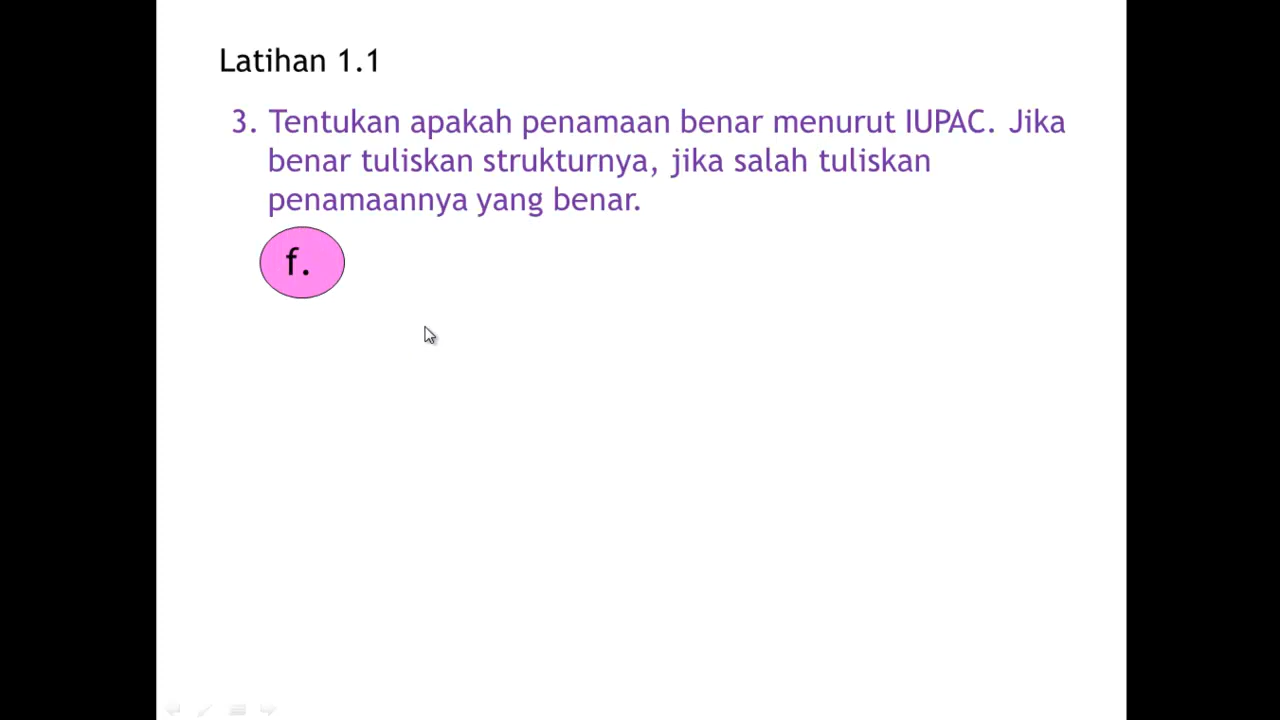 Latihan 1.1
3. Tentukan apakah penamaan benar menurut IUPAC. Jika
benar tuliskan strukturnya, jika salah tuliskan
penamaannya yang benar.
f.